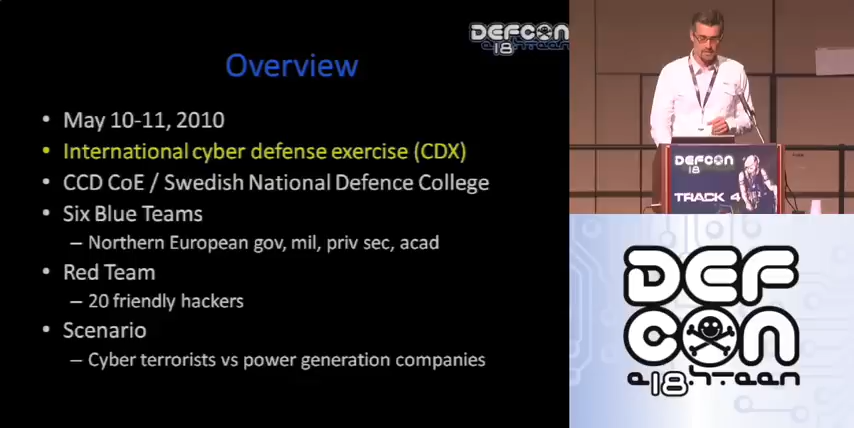 DEFCON
18
Overview
• May 10-11, 2010
• International cyber defense exercise (CDX)
• CCD CoE / Swedish National Defence College
• Six Blue Teams
– Northern European gov, mil, priv sec, acad
• Red Team
– 20 friendly hackers
• Scenario
– Cyber terrorists vs power generation companies
DEFCON
18
TRACK 4
DEF
CON
e.18.h.teen